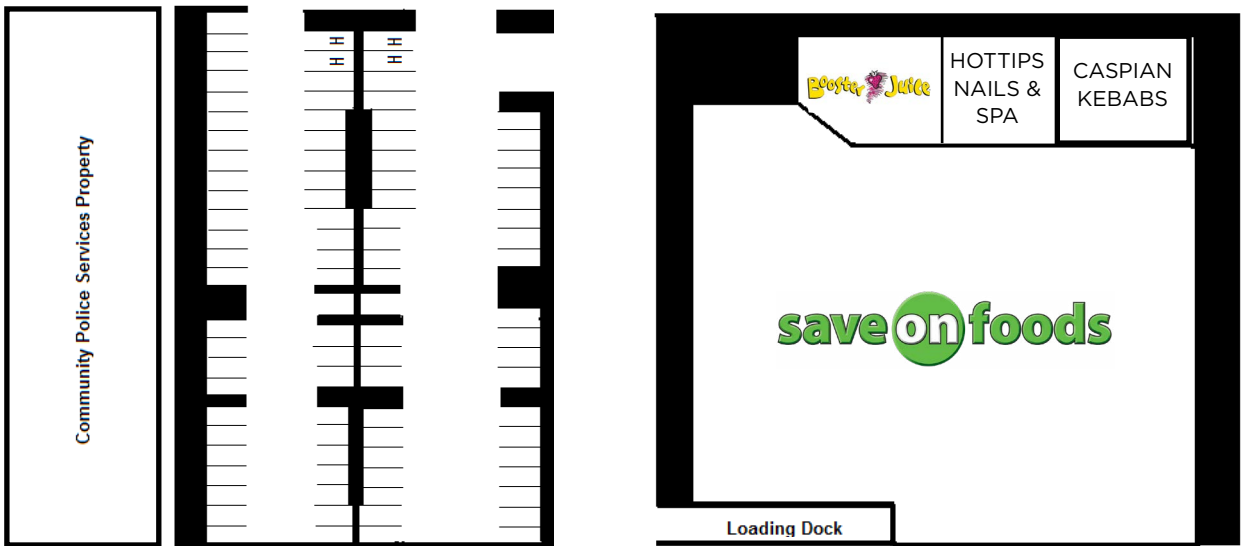 Community Police Services Property
H H
H H
Booster Juice
HOTTIPS
NAILS &
SPA
CASPIAN
KEBABS
save on foods
Loading Dock